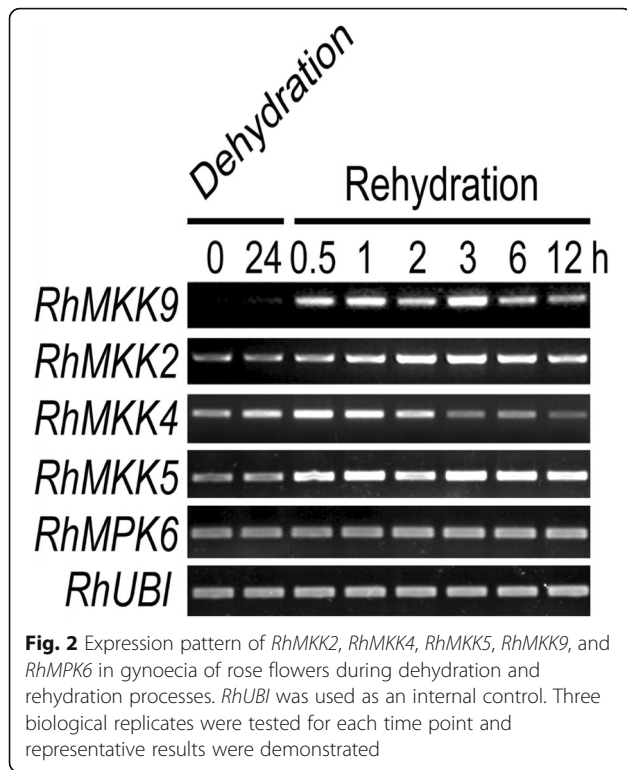 Dehydration
Rehydration
0 24 0.5 1 2 3 6 12 h
RhMKK9
RhMKK2
RhMKK4
RhMKK5
RhMPK6
RhUBI
Fig. 2 Expression pattern of RhMKK2, RhMKK4, RhMKK5, RhMKK9, and
RhMPK6 in gynoecia of rose flowers during dehydration and
rehydration processes. RhUBI was used as an internal control. Three
biological replicates were tested for each time point and
representative results were demonstrated